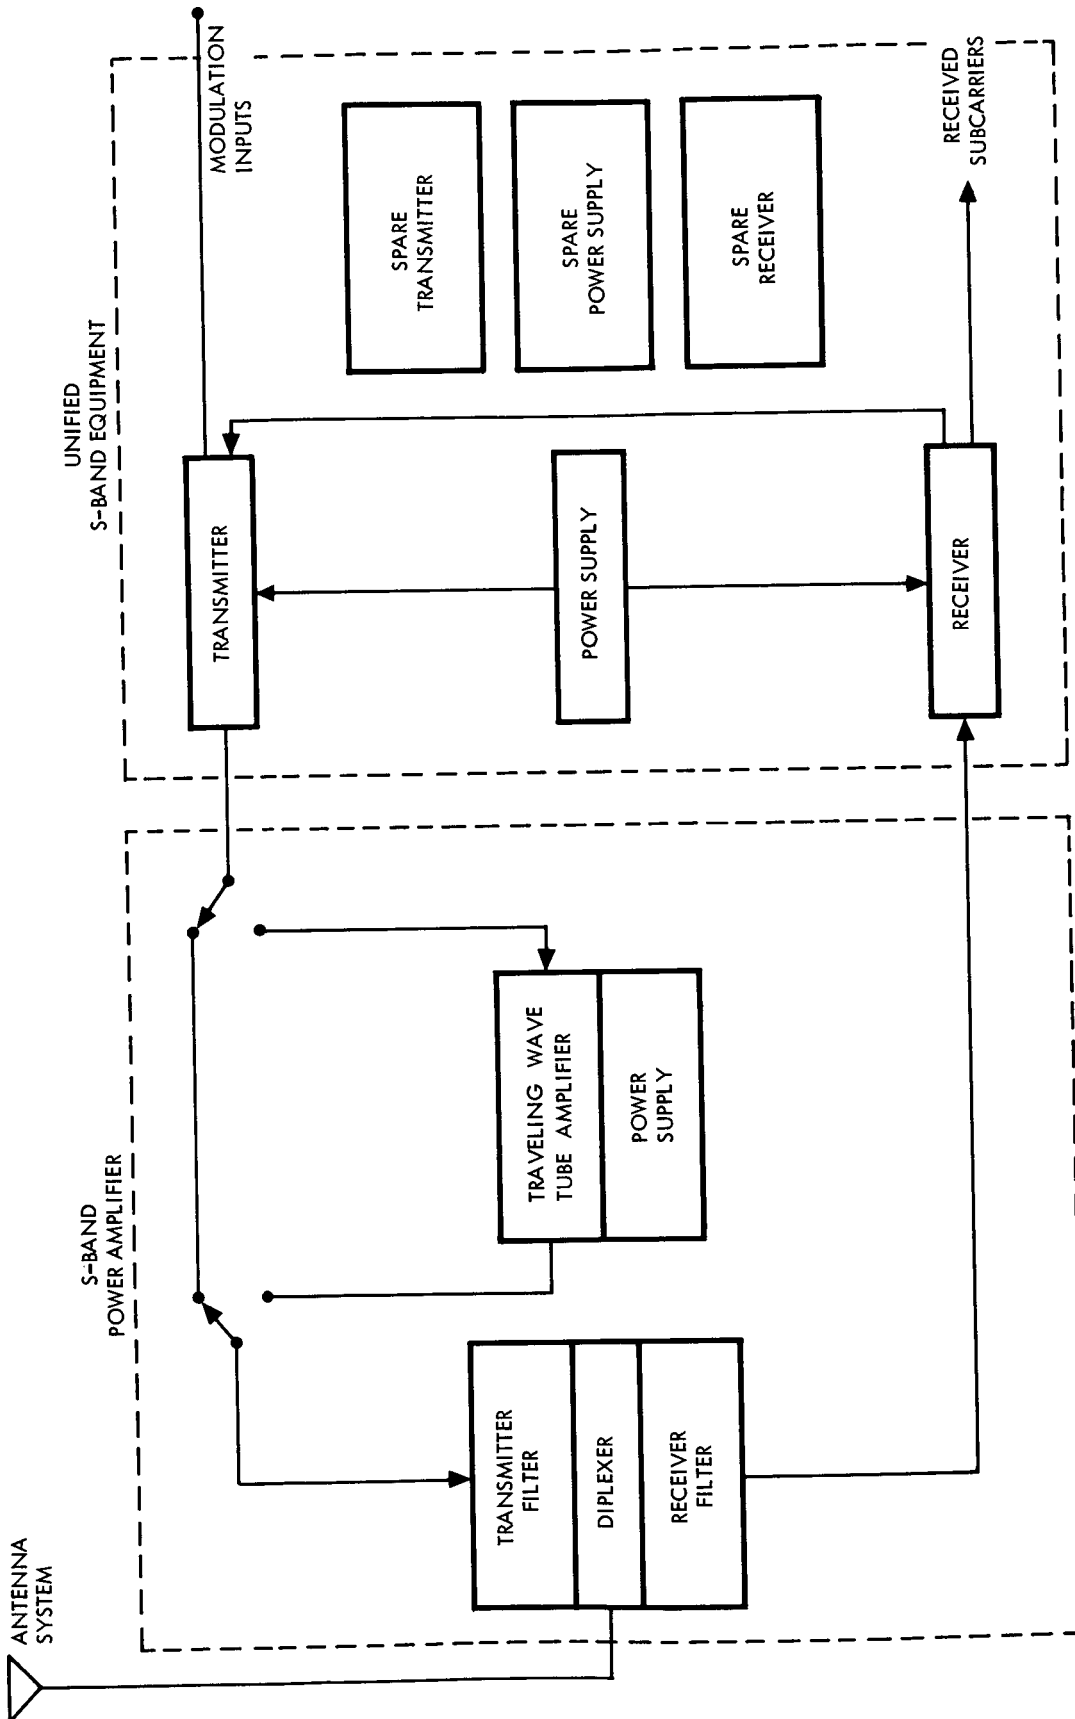 ANTENNA
SYSTEM
S-BAND
POWER AMPLIFIER
UNIFIED
S-BAND EQUIPMENT
TRANSMITTER
FILTER
DIPLEXER
RECEIVER
FILTER
TRAVELING WAVE
TUBE AMPLIFIER
POWER
SUPPLY
TRANSMITTER
POWER SUPPLY
RECEIVER
SPARE
TRANSMITTER
SPARE
POWER SUPPLY
SPARE
RECEIVER
MODULATION
INPUTS
RECEIVED
SUBCARRIERS